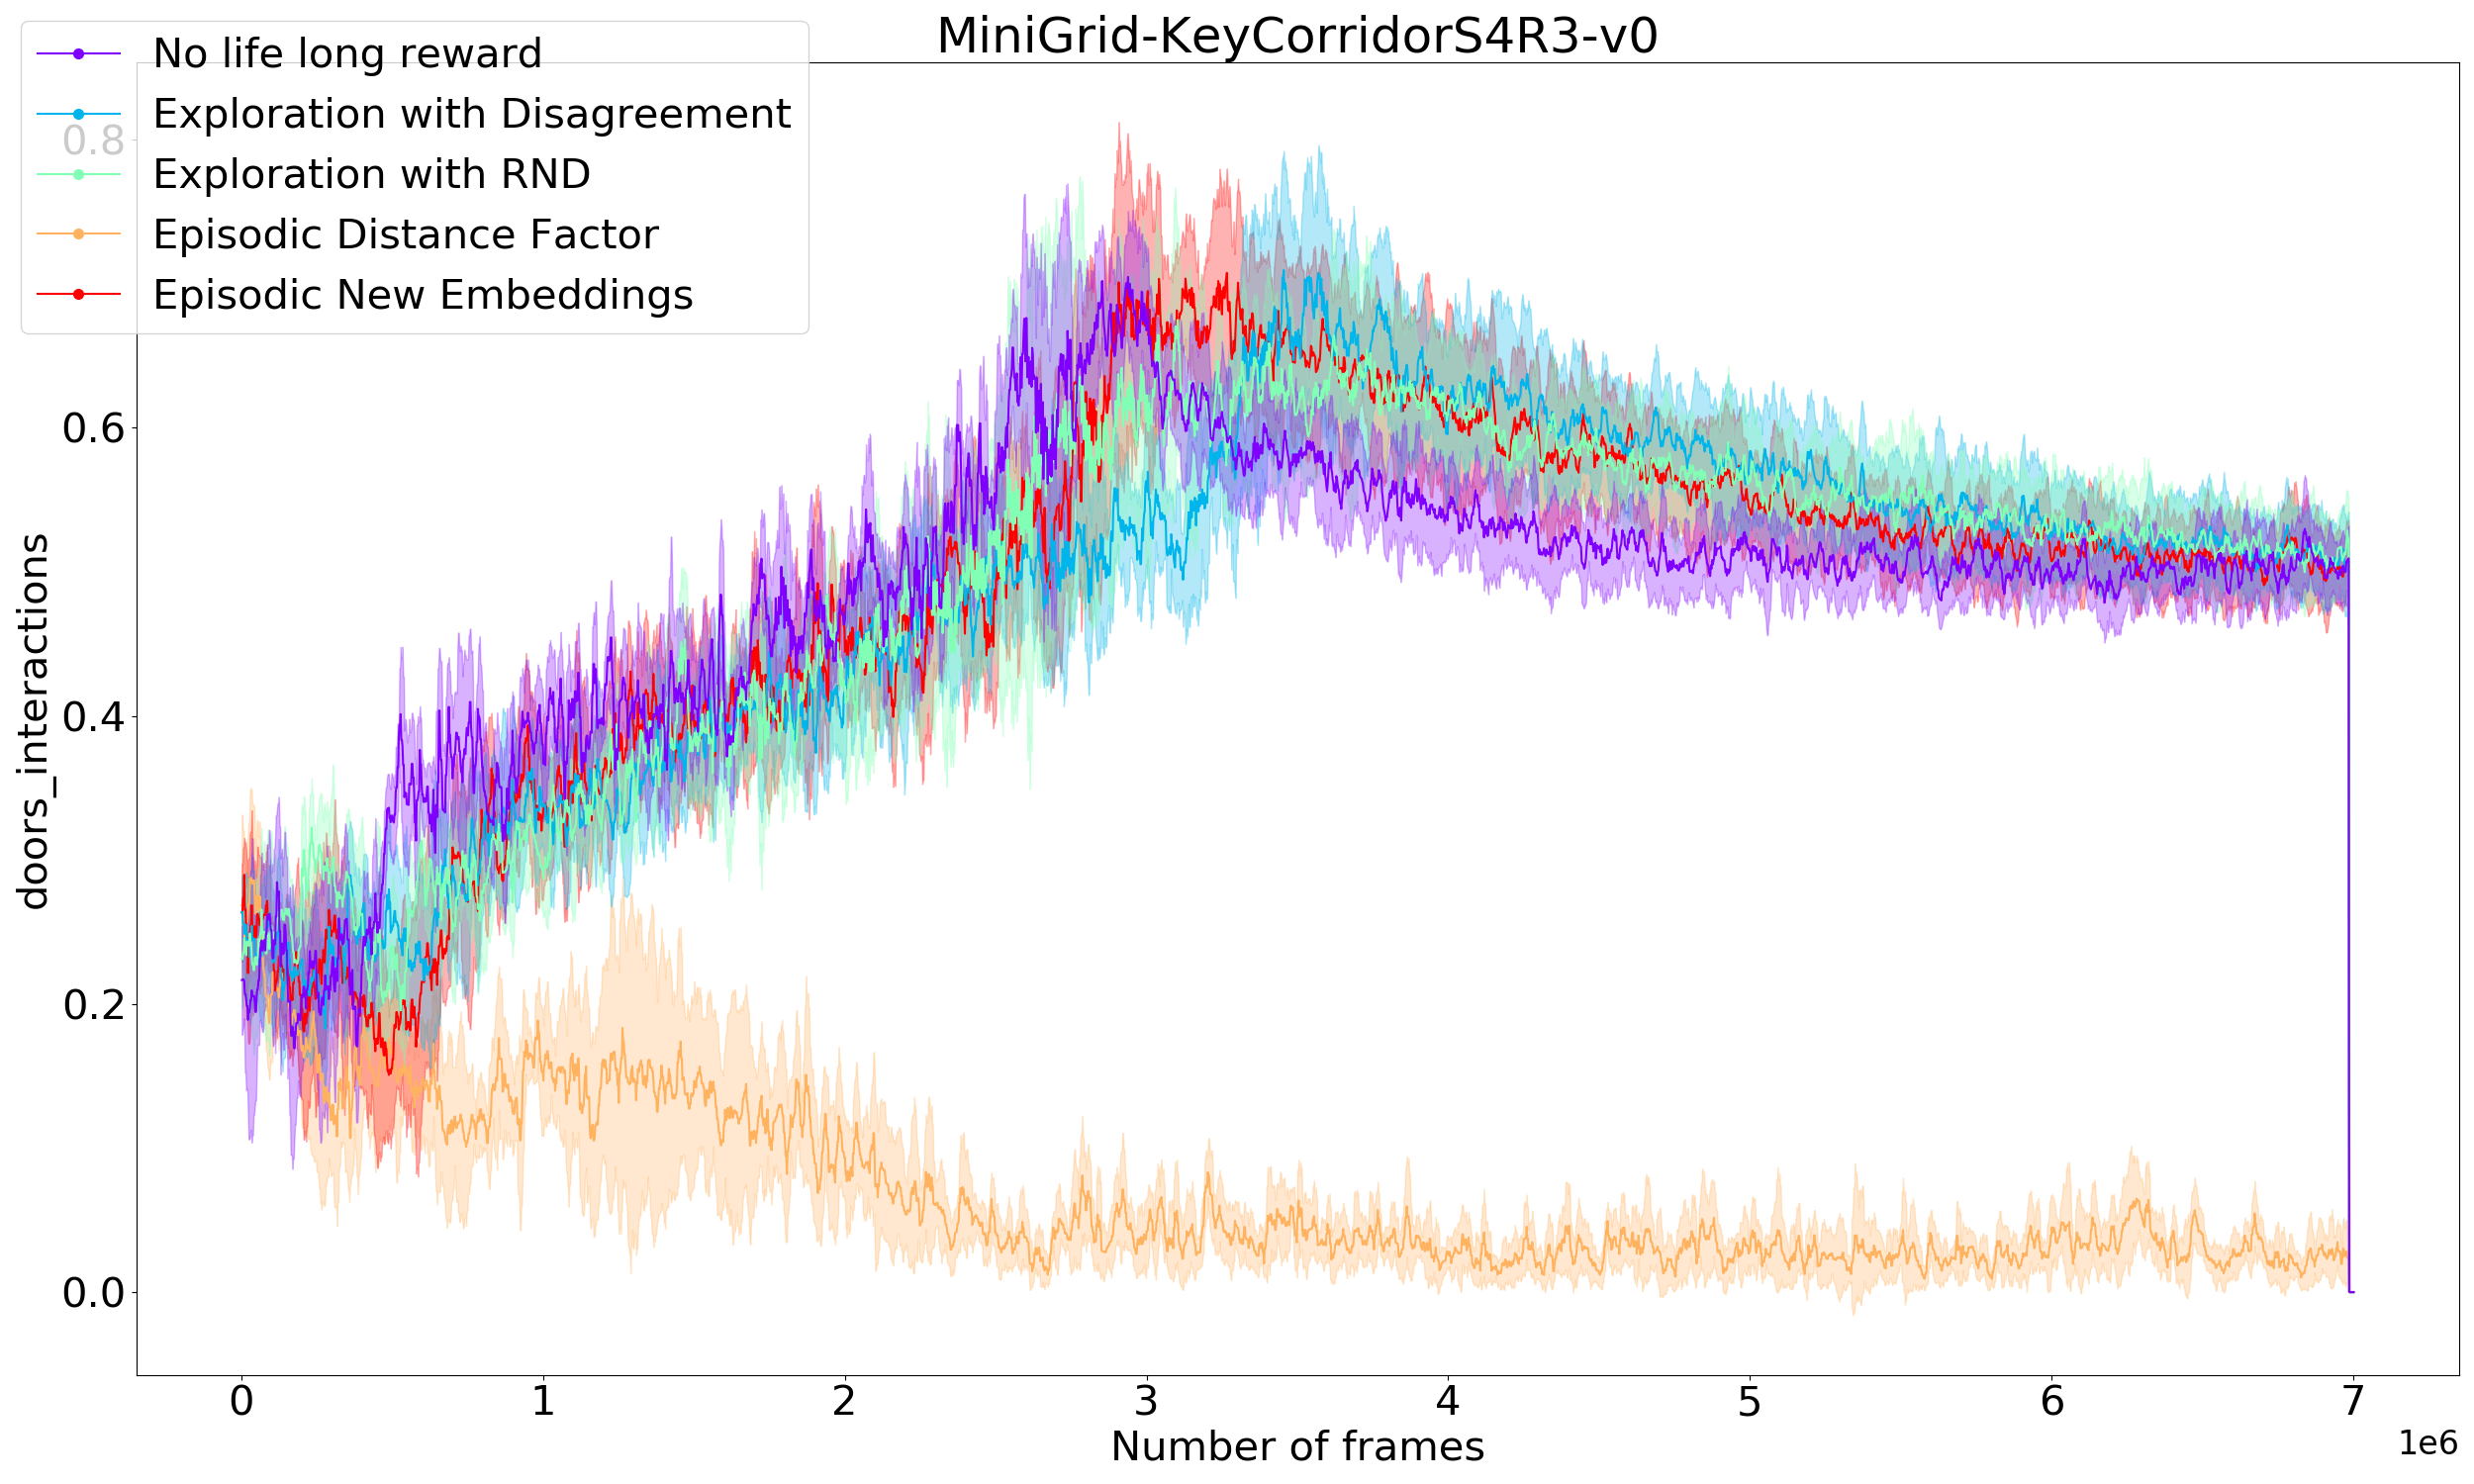 MiniGrid-KeyCorridorS4R3-v0
No life long reward
Exploration with Disagreement
Exploration with RND
Episodic Distance Factor
Episodic New Embeddings
doors_interactions
0.8
0.6
0.4
0.2
0.0
0 1 2 3 4 5 6 7
1e6
Number of frames